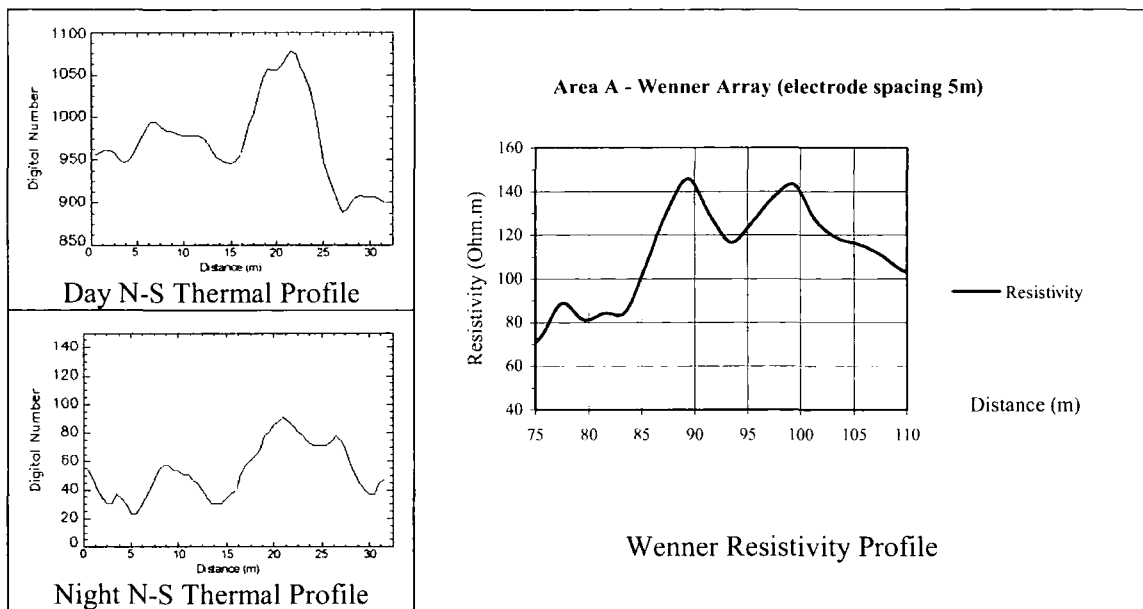 1100
1050
1000
950
900
850
Digital Number
0 5 10 15 20 25 30
Distance (m)
Day N-S Thermal Profile
140
120
100
80
60
40
20
0
Digital Number
0 5 10 15 20 25 30
Distance (m)
Night N-S Thermal Profile
Area A - Wenner Array (electrode spacing 5m)
160
140
120
100
80
60
40
Resistivity (Ohm.m)
75 80 85 90 95 100 105 110
Resistivity
Distance (m)
Wenner Resistivity Profile